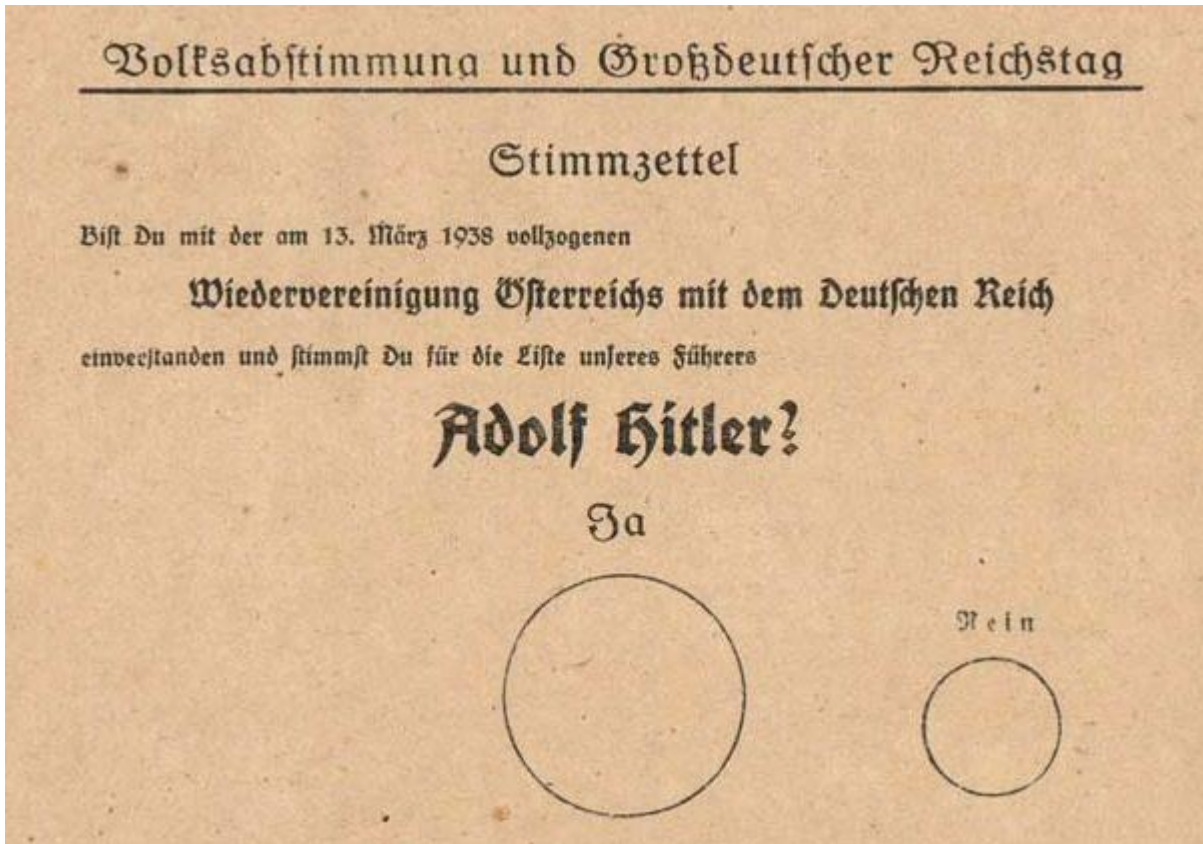 Volksabstimmung und Großdeutscher Reichstag
Stimmzettel
Bist Du mit der am 13. März 1938 vollzogenen
Wiedervereinigung Österreichs mit dem Deutschen Reich
einverstanden und stimmst Du für die Liste unseres Führers
Adolf Hitler?
Ja
Nein